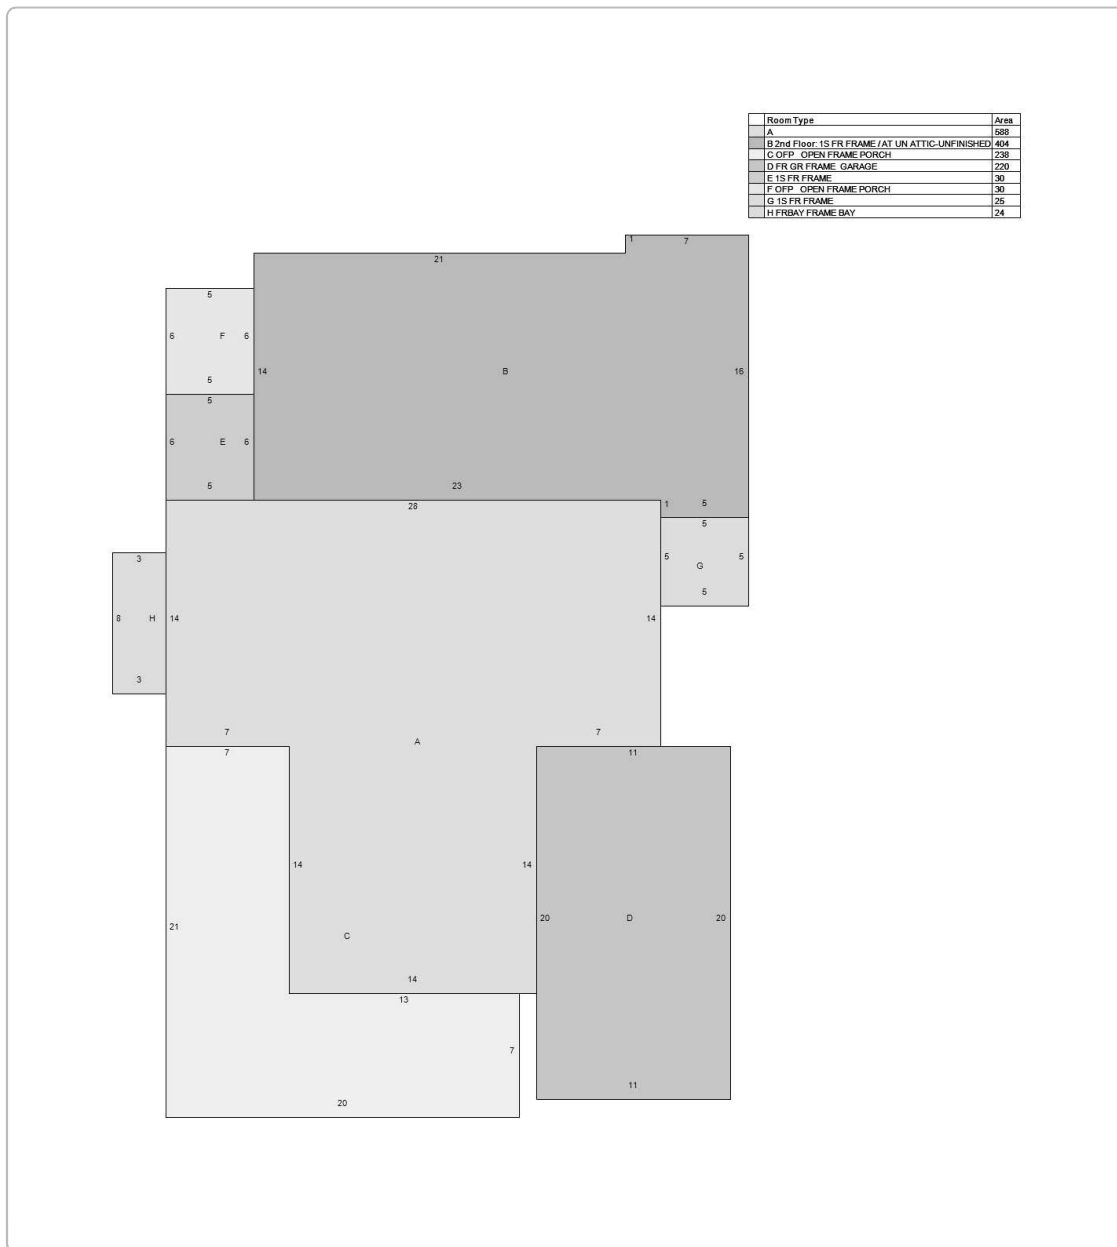 Room Type Area
A 588
B 2nd Floor: 1S FR FRAME / AT UN ATTIC-UNFINISHED 404
C OFP OPEN FRAME PORCH 238
D FR GR FRAME GARAGE 220
E 1S FR FRAME 30
F OFP OPEN FRAME PORCH 30
G 1S FR FRAME 25
H FRBAY FRAME BAY 24
1 7
21
5
6 F 6
14 B 16
5
5
6 E 6
5 23
28 1 5
5
3 5 5
G
5
8 H 14 14
3
7 7
A
7 11
14 14
20 D 20
21
C
14
13
7
11
20